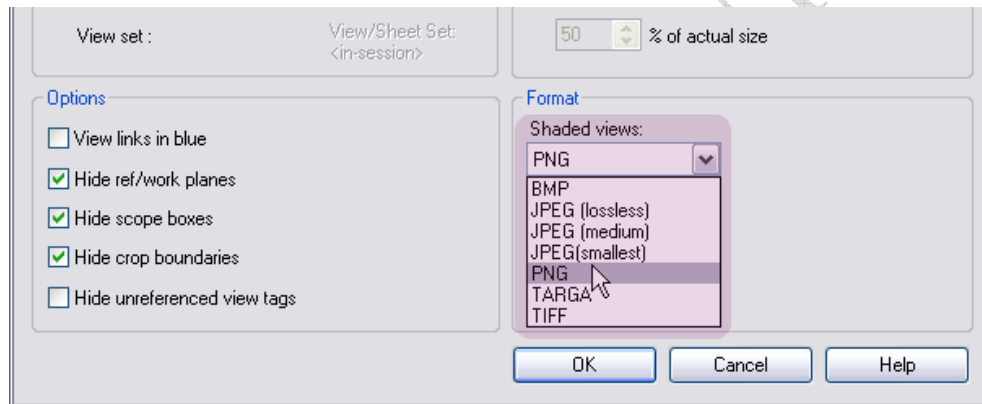 View set :
View/Sheet Set:
<in-session>
50 % of actual size
Options
View links in blue
Hide ref/work planes
Hide scope boxes
Hide crop boundaries
Hide unreferenced view tags
Format
Shaded views:
PNG
BMP
JPEG (lossless)
JPEG (medium)
JPEG(smallest)
PNG
TARGA
TIFF
OK Cancel Help